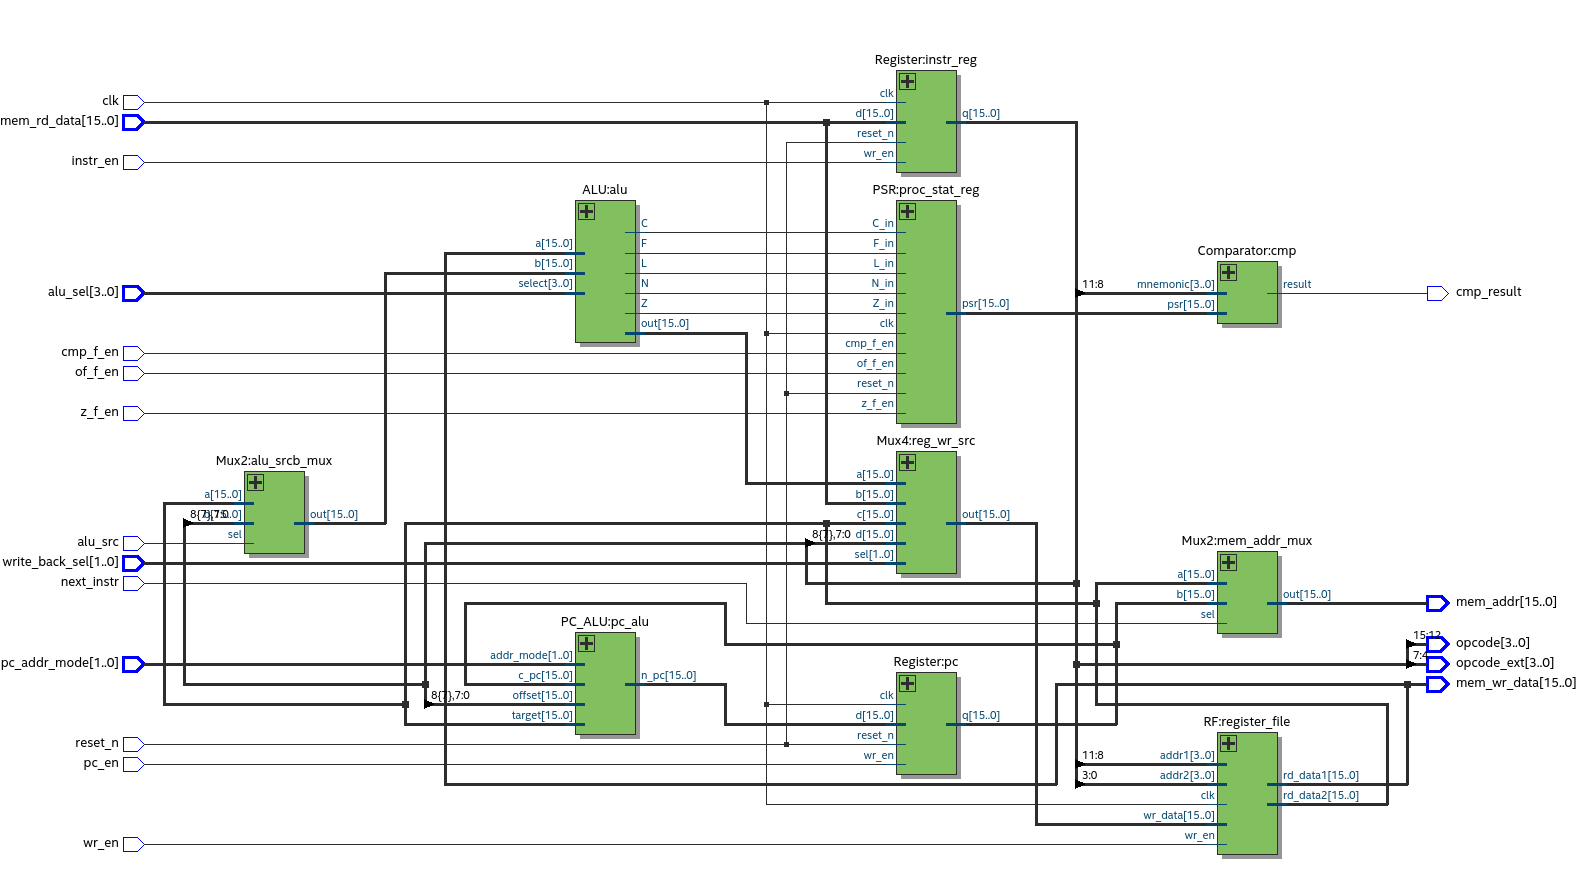 Register:instr_reg
clk
d[15..0]
reset_n
wr_en
q[15..0]
clk
mem_rd_data[15..0]
instr_en
ALU:alu
a[15..0]
b[15..0]
select[3..0]
C
F
L
N
Z
out[15..0]
PSR:proc_stat_reg
C_in
F_in
L_in
N_in
Z_in
clk
cmp_f_en
of_f_en
reset_n
z_f_en
psr[15..0]
Comparator:cmp
11:8
mnemonic[3..0]
psr[15..0]
result
cmp_result
alu_sel[3..0]
cmp_f_en
of_f_en
z_f_en
Mux2:alu_srcb_mux
a[15..0]
sel
out[15..0]
Mux4:reg_wr_src
a[15..0]
b[15..0]
c[15..0]
8{7},7:0
d[15..0]
sel[1..0]
out[15..0]
alu_src
write_back_sel[1..0]
next_instr
Mux2:mem_addr_mux
a[15..0]
b[15..0]
sel
out[15..0]
mem_addr[15..0]
15:12
opcode[3..0]
opcode_ext[3..0]
mem_wr_data[15..0]
PC_ALU:pc_alu
addr_mode[1..0]
c_pc[15..0]
8{7},7:0
offset[15..0]
target[15..0]
n_pc[15..0]
pc_addr_mode[1..0]
Register:pc
clk
d[15..0]
reset_n
wr_en
q[15..0]
reset_n
pc_en
RF:register_file
11:8
addr1[3..0]
3:0
addr2[3..0]
clk
wr_data[15..0]
wr_en
rd_data1[15..0]
rd_data2[15..0]
wr_en